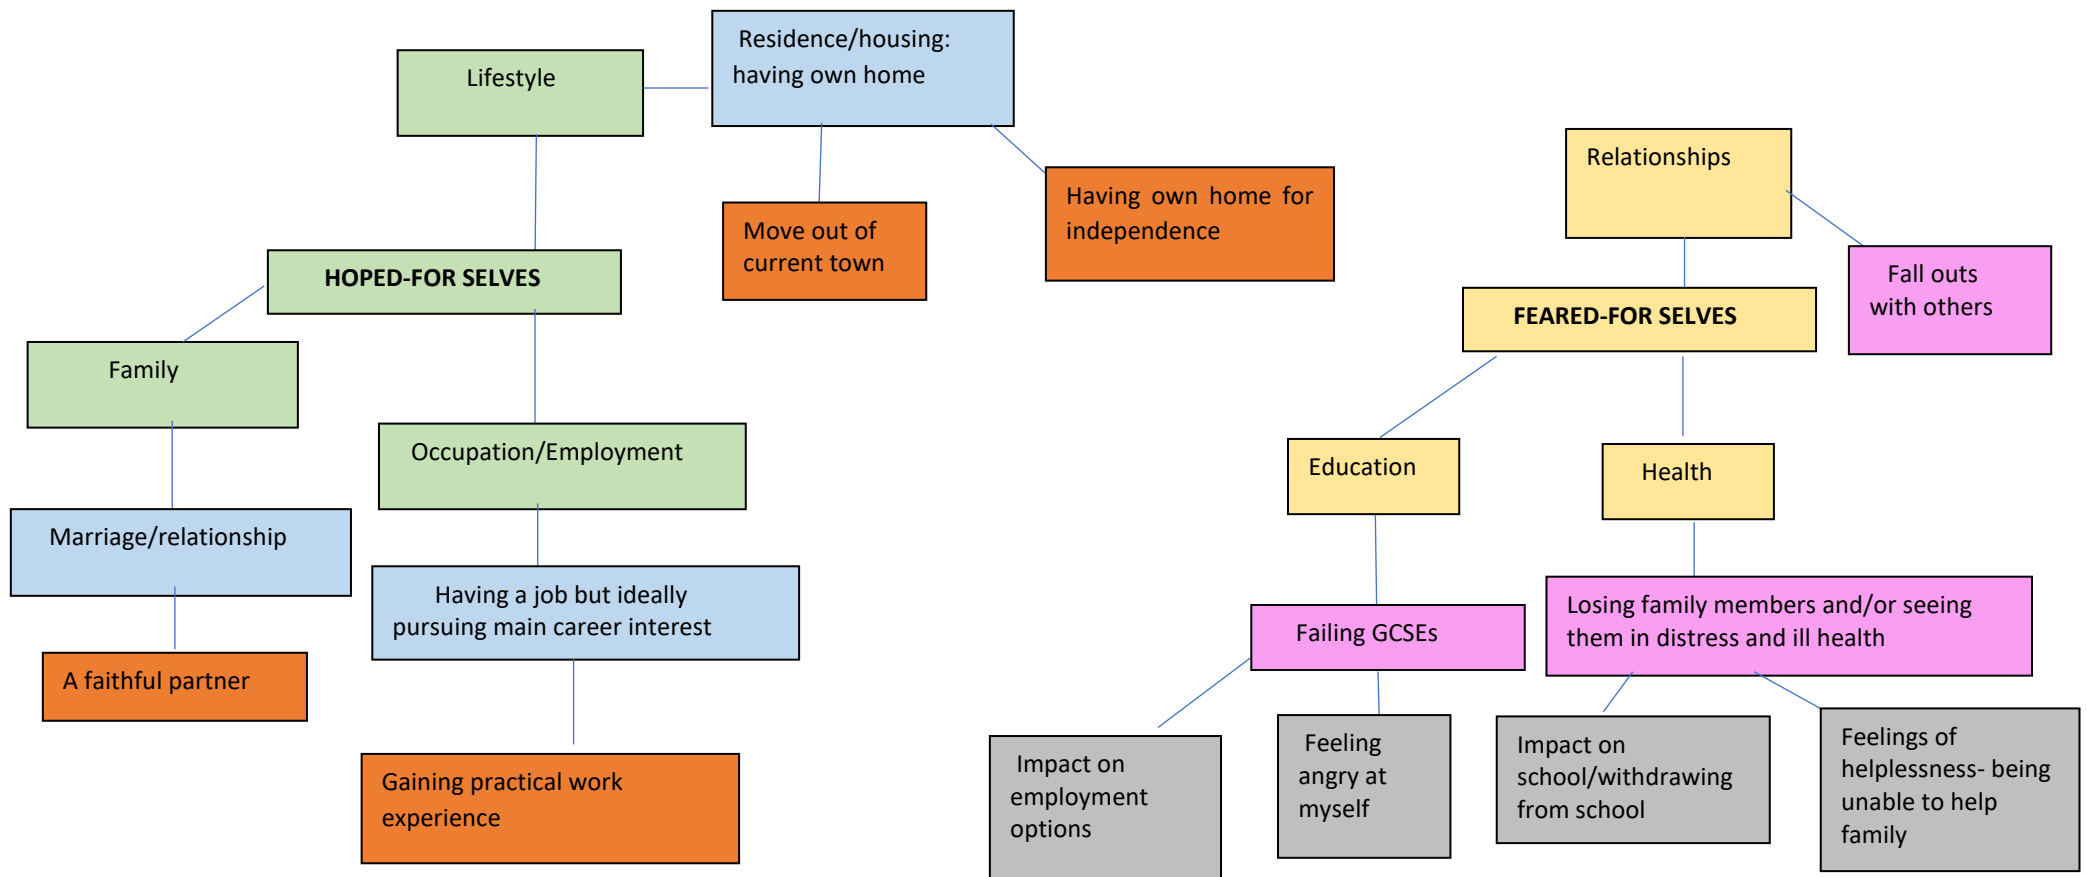 Residence/housing:
having own home
Lifestyle
Having own home for
independence
Move out of
current town
HOPED-FOR SELVES
Family
Occupation/Employment
Marriage/relationship
Having a job but ideally
pursuing main career interest
A faithful partner
Gaining practical work
experience
Relationships
Fall outs
with others
FEARED-FOR SELVES
Education
Health
Failing GCSEs
Losing family members and/or seeing
them in distress and ill health
Impact on
employment
options
Feeling
angry at
myself
Impact on
school/withdrawing
from school
Feelings of
helplessness- being
unable to help
family